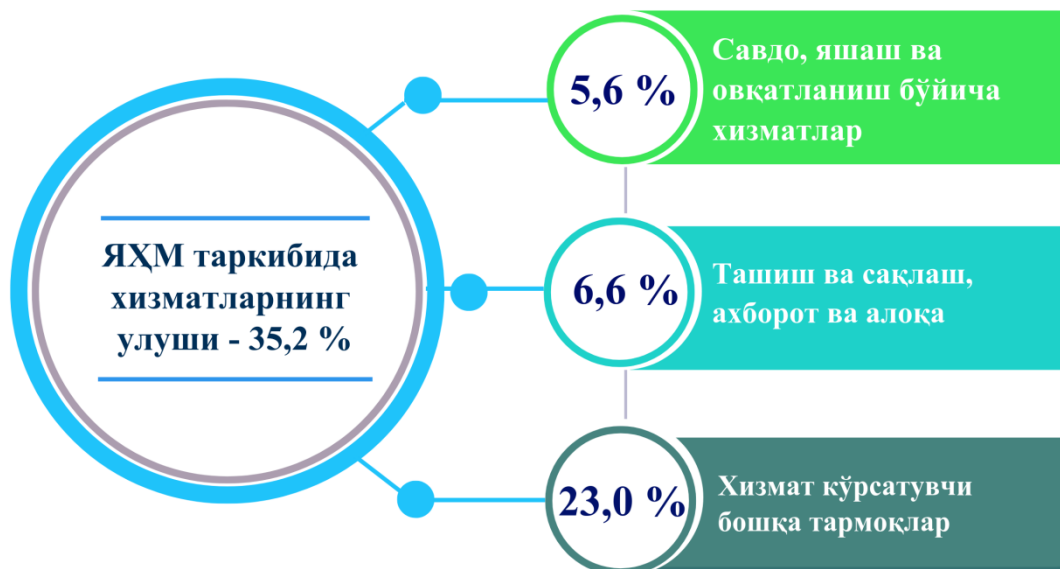 ЯҲМ таркибида
хизматларнинг
улуши - 35,2 %
5,6 %
Савдо, яшаш ва
овқатланиш бўйича
хизматлар
6,6 %
Ташиш ва сақлаш,
ахборот ва алоқа
23,0 %
Хизмат кўрсатувчи
бошқа тармоқлар